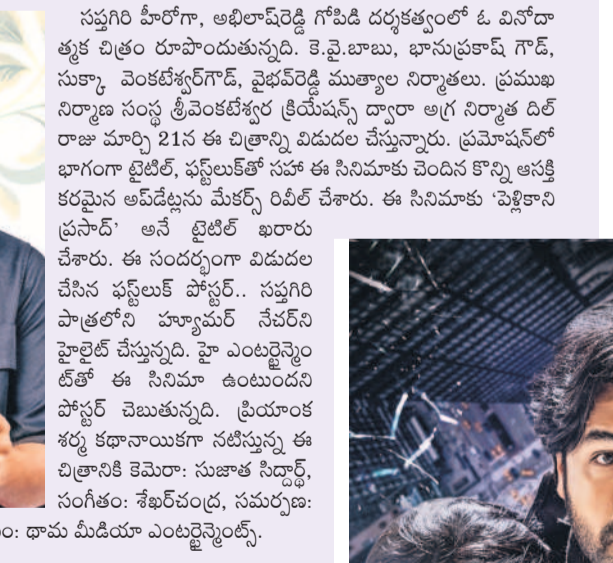 సప్తగిరి హీరోగా, అభిలాష్‌రెడ్డి గోపిడి దర్శకత్వంలో ఓ వినోదా
త్మక చిత్రం రూపొందుతున్నది. కె.వై.బాబు, భానుప్రకాష్ గౌడ్,
సుక్కా వెంకటేశ్వర్‌గౌడ్, వైభవ్‌రెడ్డి ముత్యాల నిర్మాతలు. ప్రముఖ
నిర్మాణ సంస్థ శ్రీవెంకటేశ్వర క్రియేషన్స్ ద్వారా అగ్ర నిర్మాత దిల్
రాజు మార్చి 21న ఈ చిత్రాన్ని విడుదల చేస్తున్నారు. ప్రమోషన్‌లో
భాగంగా టైటిల్, ఫస్ట్‌లుక్‌తో సహా ఈ సినిమాకు చెందిన కొన్ని ఆసక్తి
కరమైన అప్‌డేట్లను మేకర్స్ రివీల్ చేశారు. ఈ సినిమాకు ‘పెళ్లికాని
ప్రసాద్’ అనే టైటిల్ ఖరారు
చేశారు. ఈ సందర్భంగా విడుదల
చేసిన ఫస్ట్‌లుక్ పోస్టర్.. సప్తగిరి
పాత్రలోని హ్యూమర్ నేచర్‌ని
హైలైట్ చేస్తున్నది. హై ఎంటర్టైన్మెం
ట్‌తో ఈ సినిమా ఉంటుందని
పోస్టర్ చెబుతున్నది. ప్రియాంక
శర్మ కథానాయికగా నటిస్తున్న ఈ
చిత్రానికి కెమెరా: సుజాత సిద్దార్థ్,
సంగీతం: శేఖర్‌చంద్ర, సమర్పణ:
థామ మీడియా ఎంటర్టైన్మెంట్స్.